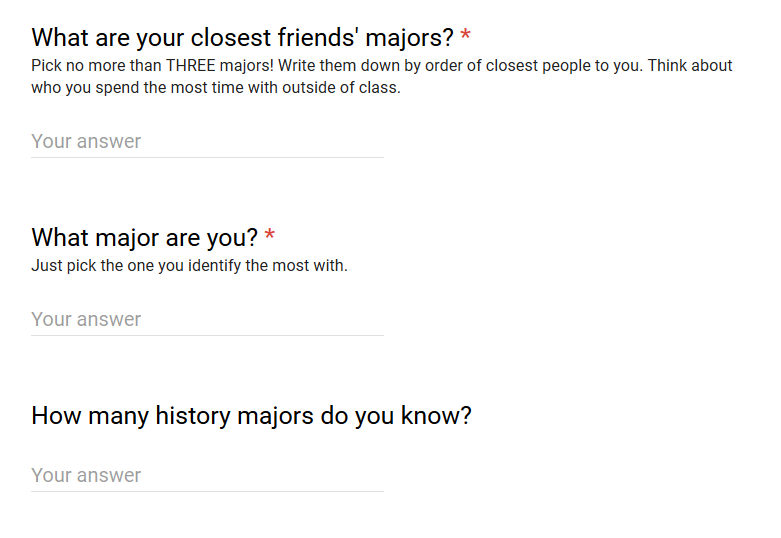 What are your closest friends' majors? *
Pick no more than THREE majors! Write them down by order of closest people to you. Think about
who you spend the most time with outside of class.
Your answer
What major are you? *
Just pick the one you identify the most with.
Your answer
How many history majors do you know?
Your answer